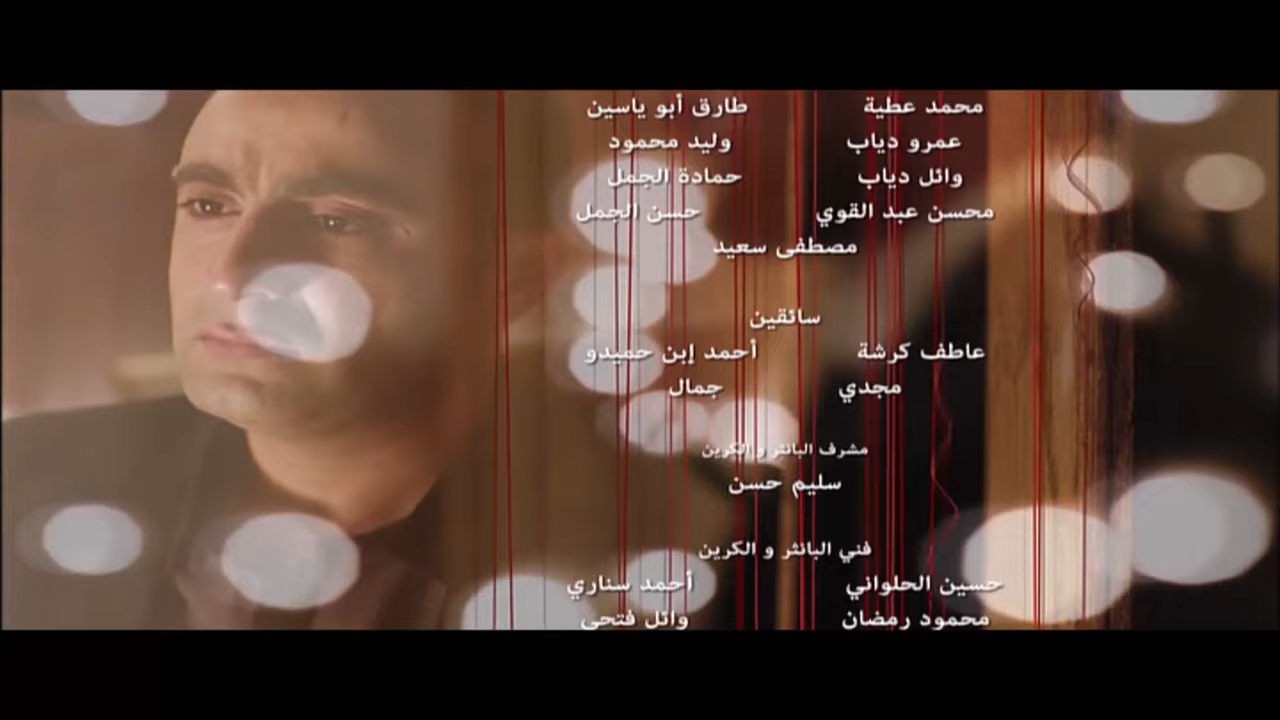 محمد عطية طارق أبو ياسين
عمرو دياب وليد محمود
وائل دياب حمادة الجمل
محسن عبد القوي حسن الجمل
مصطفى سعيد
سائقين
عاطف كرشة أحمد إبن حميدو
مجدي جمال
مشرف البانثر و الكرين
سليم حسن
فني البانثر و الكرين
حسين الحلواني أحمد سناري
محمود رمضان وائل فتحى